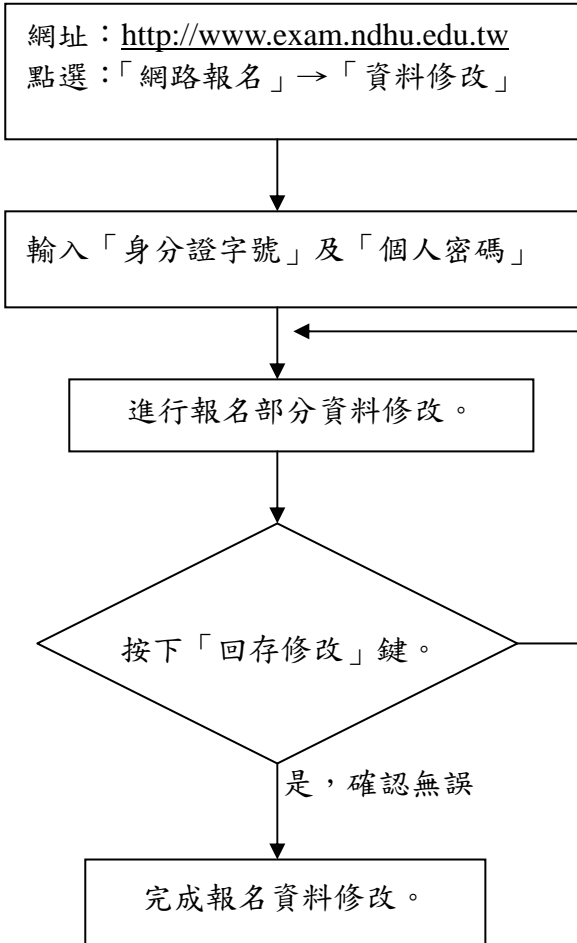 網址：http://www.exam.ndhu.edu.tw
點選：「網路報名」→「資料修改」
輸入「身分證字號」及「個人密碼」
進行報名部分資料修改。
按下「回存修改」鍵。
是，確認無誤
完成報名資料修改。